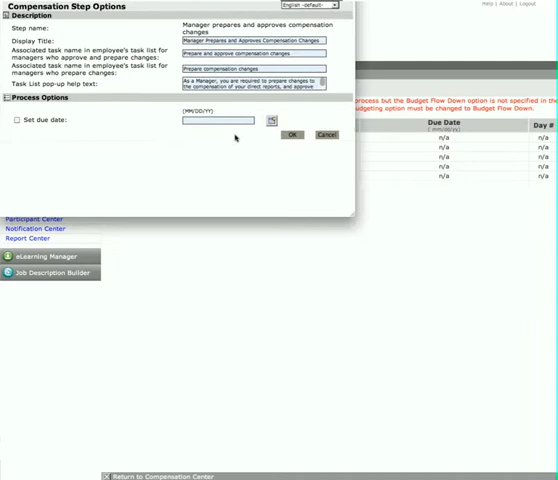 Compensation Step Options
English -default-
Help | About | Logout
Description
Step name:
Manager prepares and approves compensation
changes
Display Title:
Manager Prepares and Approves Compensation Changes
Associated task name in employee's task list for
managers who approve and prepare changes:
Prepare and approve compensation changes
Associated task name in employee's task list for
managers who prepare changes:
Prepare compensation changes
Task List pop-up help text:
As a Manager, you are required to prepare changes to
the compensation of your direct reports, and approve
Process Options
process but the Budget Flow Down option is not specified in the
budgeting option must be changed to Budget Flow Down.
(MM/DD/YY)
Set due date:
OK
Cancel
Due Date
(mm/dd/yy)
Day #
n/a n/a
n/a n/a
n/a n/a
n/a n/a
n/a n/a
Participant Center
Notification Center
Report Center
eLearning Manager
Job Description Builder
Return to Compensation Center